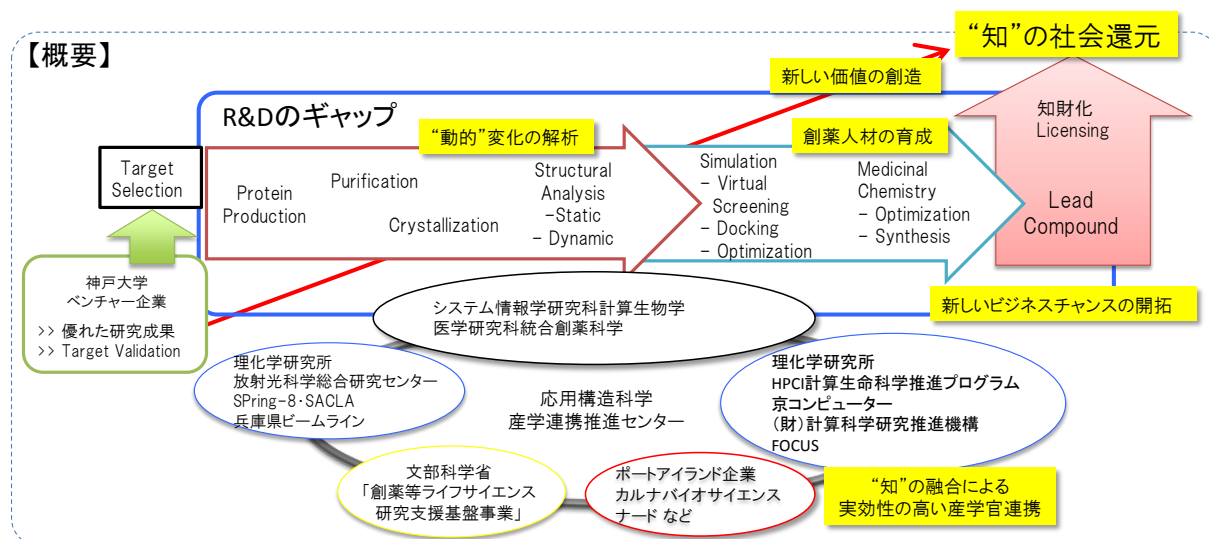 【概要】
“知”の社会還元
新しい価値の創造
R&Dのギャップ
“動的”変化の解析
創薬人材の育成
知財化
Licensing
Target
Selection
Protein
Production
Purification
Crystallization
Structural
Analysis
-Static
- Dynamic
Simulation
- Virtual
Screening
- Docking
- Optimization
Medicinal
Chemistry
- Optimization
- Synthesis
Lead
Compound
神戸大学
ベンチャー企業
>> 優れた研究成果
>> Target Validation
新しいビジネスチャンスの開拓
システム情報学研究科計算生物学
医学研究科統合創薬科学
理化学研究所
放射光科学総合研究センター
SPring-8・SACLA
兵庫県ビームライン
応用構造科学
産学連携推進センター
理化学研究所
HPCI計算生命科学推進プログラム
京コンピューター
(財)計算科学研究推進機構
FOCUS
文部科学省
「創薬等ライフサイエンス
研究支援基盤事業」
ポートアイランド企業
カルナバイオサイエンス
ナード など
“知”の融合による
実効性の高い産学官連携